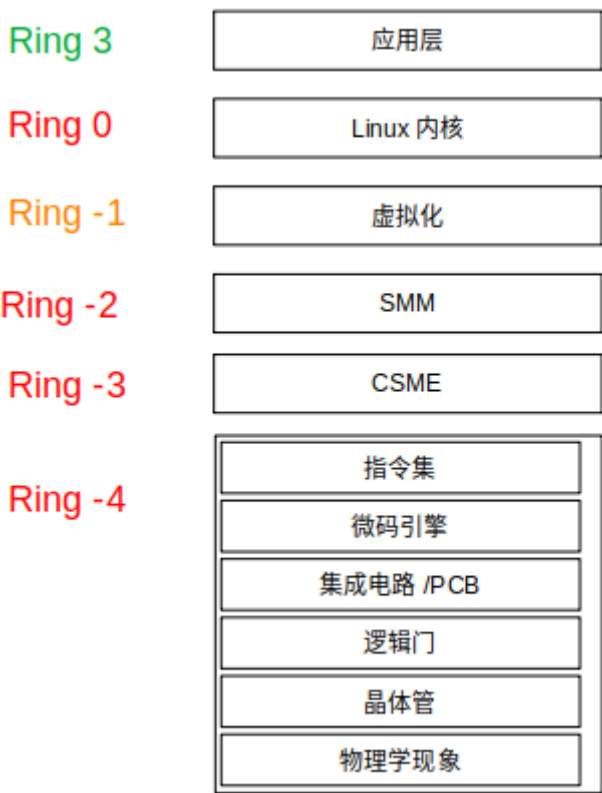 Ring 3 应用层
Ring 0 Linux 内核
Ring -1 虚拟化
Ring -2 SMM
Ring -3 CSME
Ring -4 指令集
微码引擎
集成电路 /PCB
逻辑门
晶体管
物理学现象